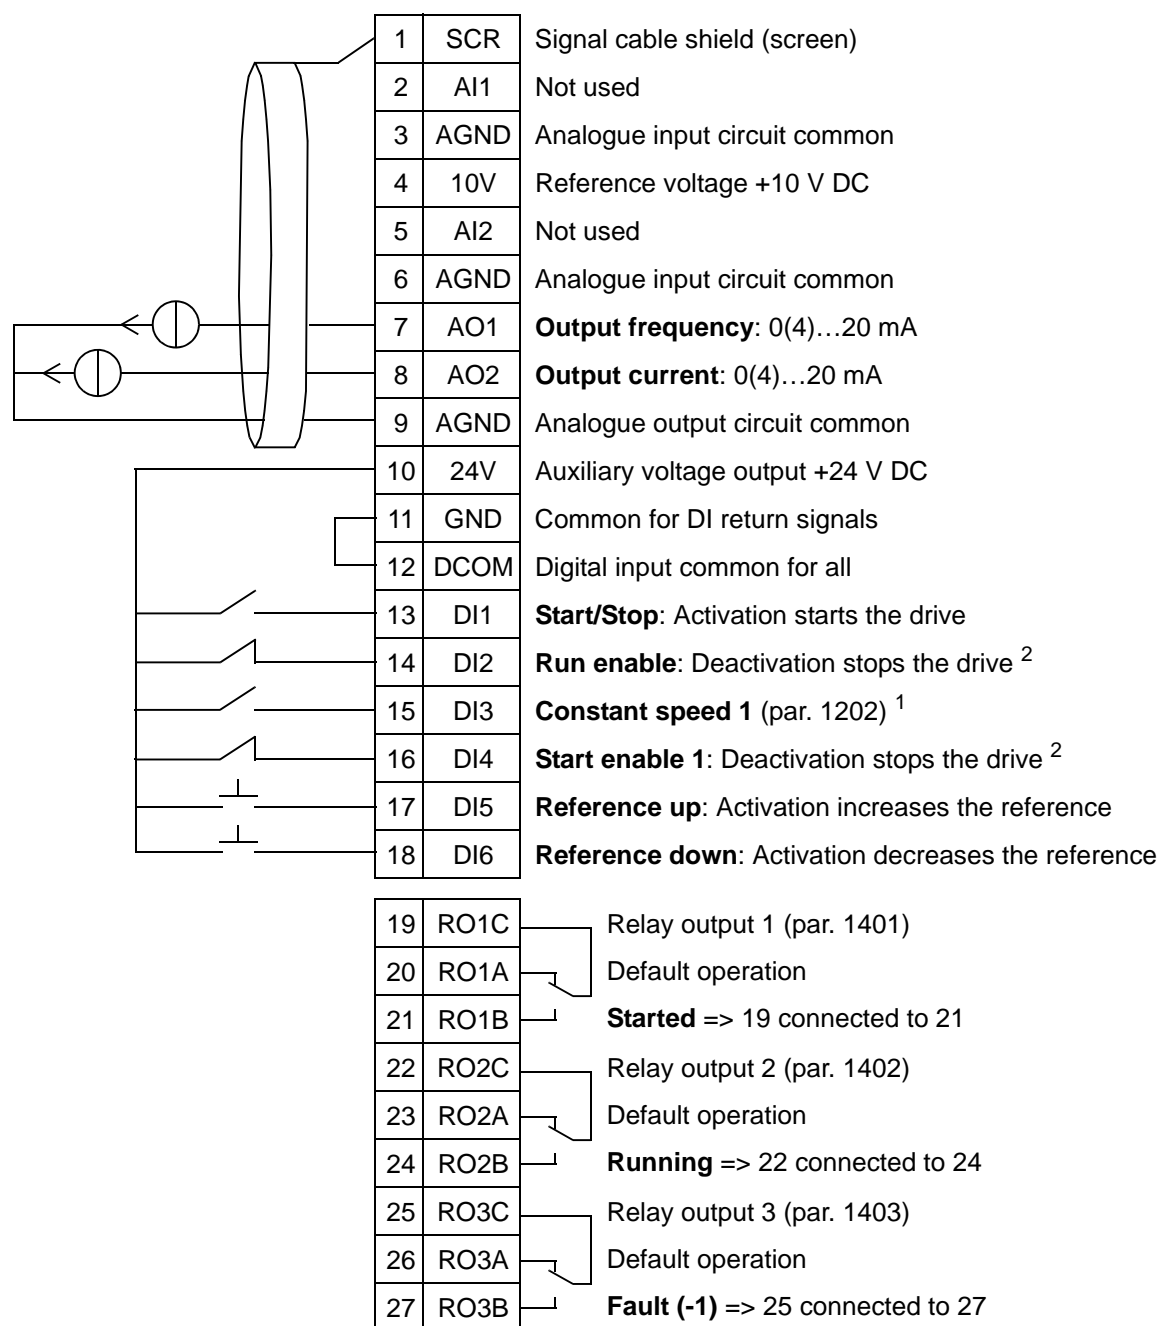 1 SCR Signal cable shield (screen)
2 AI1 Not used
3 AGND Analogue input circuit common
4 10V Reference voltage +10 V DC
5 AI2 Not used
6 AGND Analogue input circuit common
7 AO1 Output frequency: 0(4)…20 mA
8 AO2 Output current: 0(4)…20 mA
9 AGND Analogue output circuit common
10 24V Auxiliary voltage output +24 V DC
11 GND Common for DI return signals
12 DCOM Digital input common for all
13 DI1 Start/Stop: Activation starts the drive
14 DI2 Run enable: Deactivation stops the drive 2
15 DI3 Constant speed 1 (par. 1202) 1
16 DI4 Start enable 1: Deactivation stops the drive 2
17 DI5 Reference up: Activation increases the reference
18 DI6 Reference down: Activation decreases the reference
19 RO1C Relay output 1 (par. 1401)
20 RO1A Default operation
21 RO1B Started => 19 connected to 21
22 RO2C Relay output 2 (par. 1402)
23 RO2A Default operation
24 RO2B Running => 22 connected to 24
25 RO3C Relay output 3 (par. 1403)
26 RO3A Default operation
27 RO3B Fault (-1) => 25 connected to 27